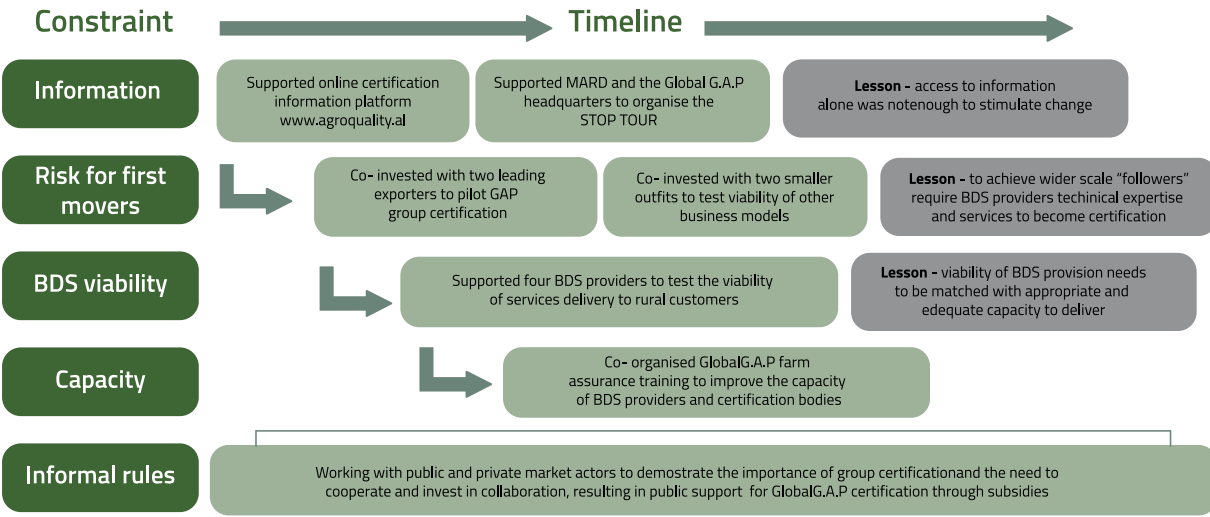 Constraint
Timeline
Information
Supported online certification
information platform
www.agroquality.al
Supported MARD and the Global G.A.P
headquarters to organise the
STOP TOUR
Lesson - access to information
alone was notenough to stimulate change
Risk for first
movers
Co- invested with two leading
exporters to pilot GAP
group certification
Co- invested with two smaller
outfits to test viability of other
business models
Lesson - to achieve wider scale “followers”
require BDS providers techinical expertise
and services to become certification
BDS viability
Supported four BDS providers to test the viability
of services delivery to rural customers
Lesson - viability of BDS provision needs
to be matched with appropriate and
edequate capacity to deliver
Capacity
Co- organised GlobalG.A.P farm
assurance training to improve the capacity
of BDS providers and certification bodies
Informal rules
Working with public and private market actors to demostrate the importance of group certificationand the need to
cooperate and invest in collaboration, resulting in public support for GlobalG.A.P certification through subsidies